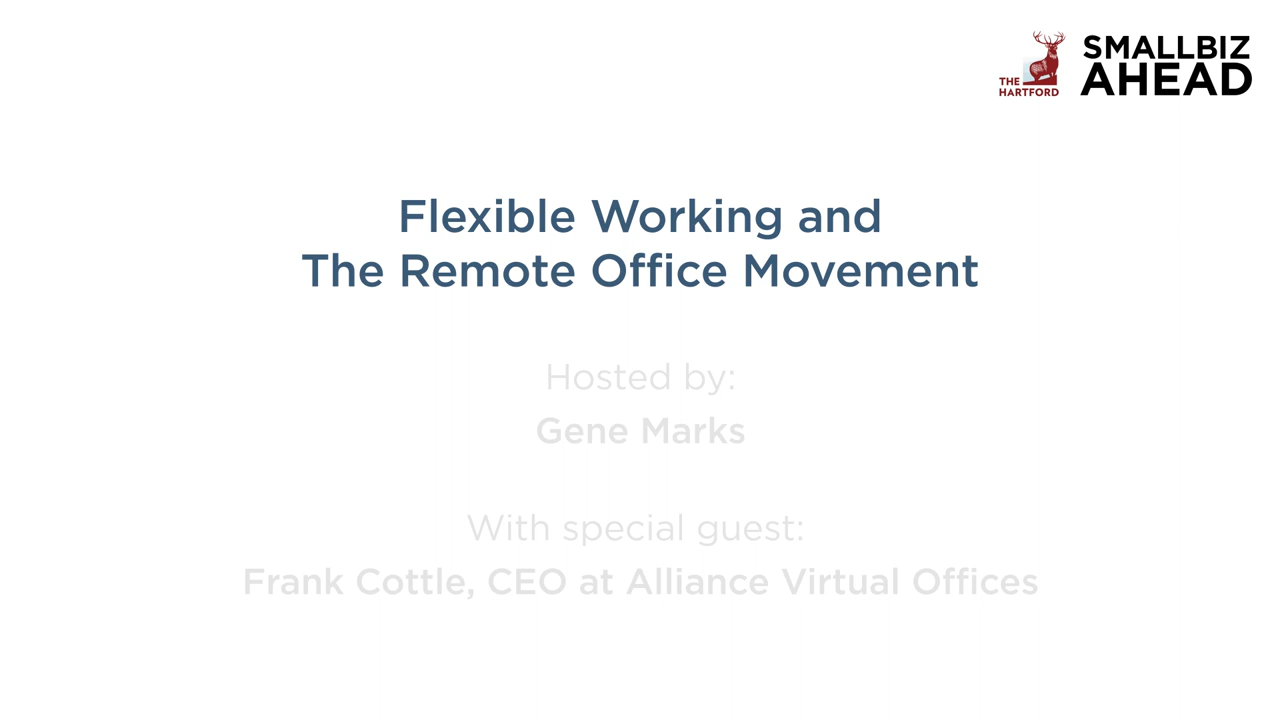 THE
HARTFORD
SMALLBIZ
AHEAD
Flexible Working and
The Remote Office Movement
Hosted by:
Gene Marks
With special guest:
Frank Cottle, CEO at Alliance Virtual Offices